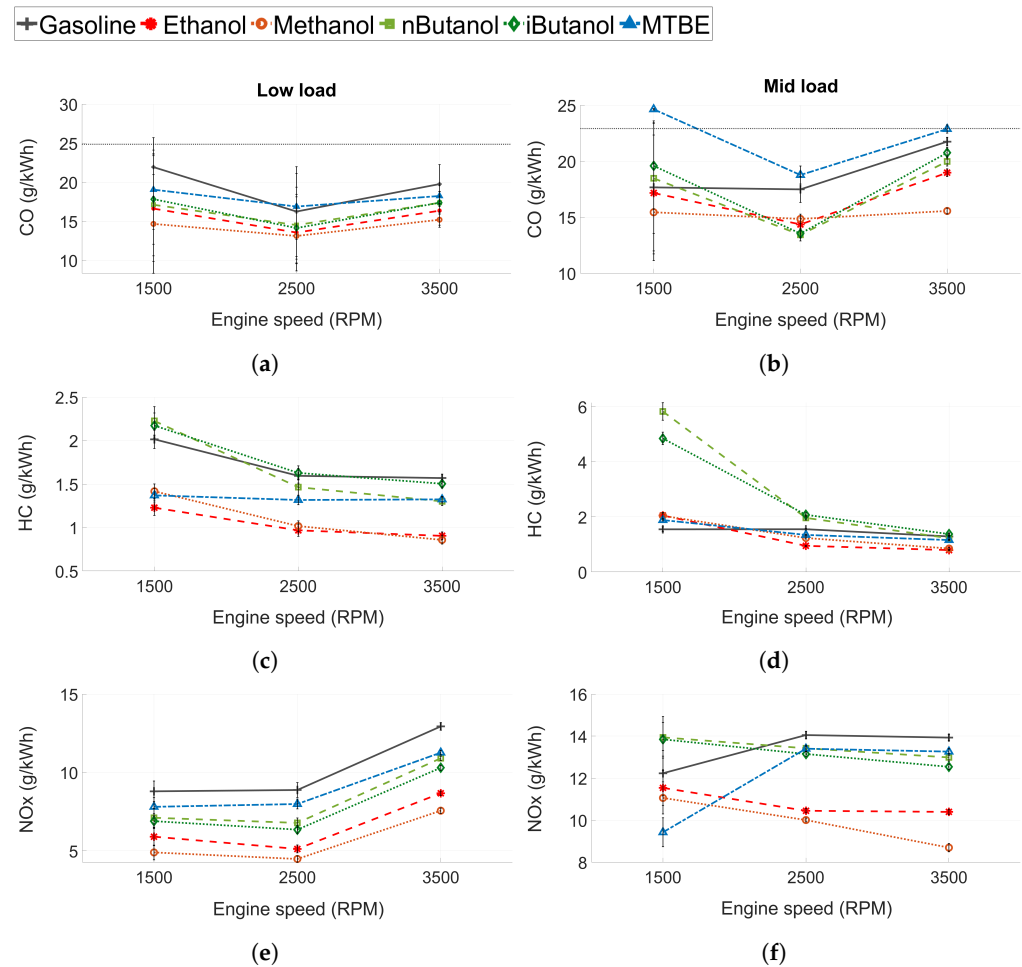 Gasoline Ethanol Methanol nButanol iButanol MTBE
Low load
Mid load
30
25
20
15
10
CO (g/kWh)
1500 2500 3500
Engine speed (RPM)
(a)
25
20
15
10
CO (g/kWh)
1500 2500 3500
Engine speed (RPM)
(b)
2.5
2
1.5
1
0.5
HC (g/kWh)
1500 2500 3500
Engine speed (RPM)
(c)
6
4
2
0
HC (g/kWh)
1500 2500 3500
Engine speed (RPM)
(d)
15
10
5
NOx (g/kWh)
1500 2500 3500
Engine speed (RPM)
(e)
16
14
12
10
8
NOx (g/kWh)
1500 2500 3500
Engine speed (RPM)
(f)